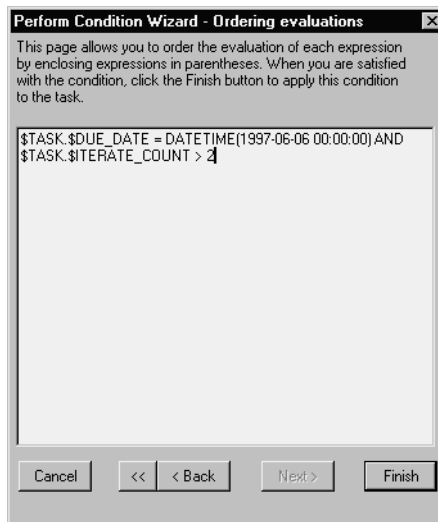 Perform Condition Wizard - Ordering evaluations
This page allows you to order the evaluation of each expression
by enclosing expressions in parentheses. When you are satisfied
with the condition, click the Finish button to apply this condition
to the task.
$TASK.$DUE_DATE = DATETIME(1997-06-06 00:00:00) AND
$TASK.$ITERATE_COUNT > 2
Cancel << < Back Next > Finish